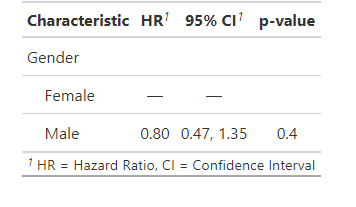 Characteristic HR1 95% CI1 p-value
Gender
Female — —
Male 0.80 0.47, 1.35 0.4
1 HR = Hazard Ratio, CI = Confidence Interval